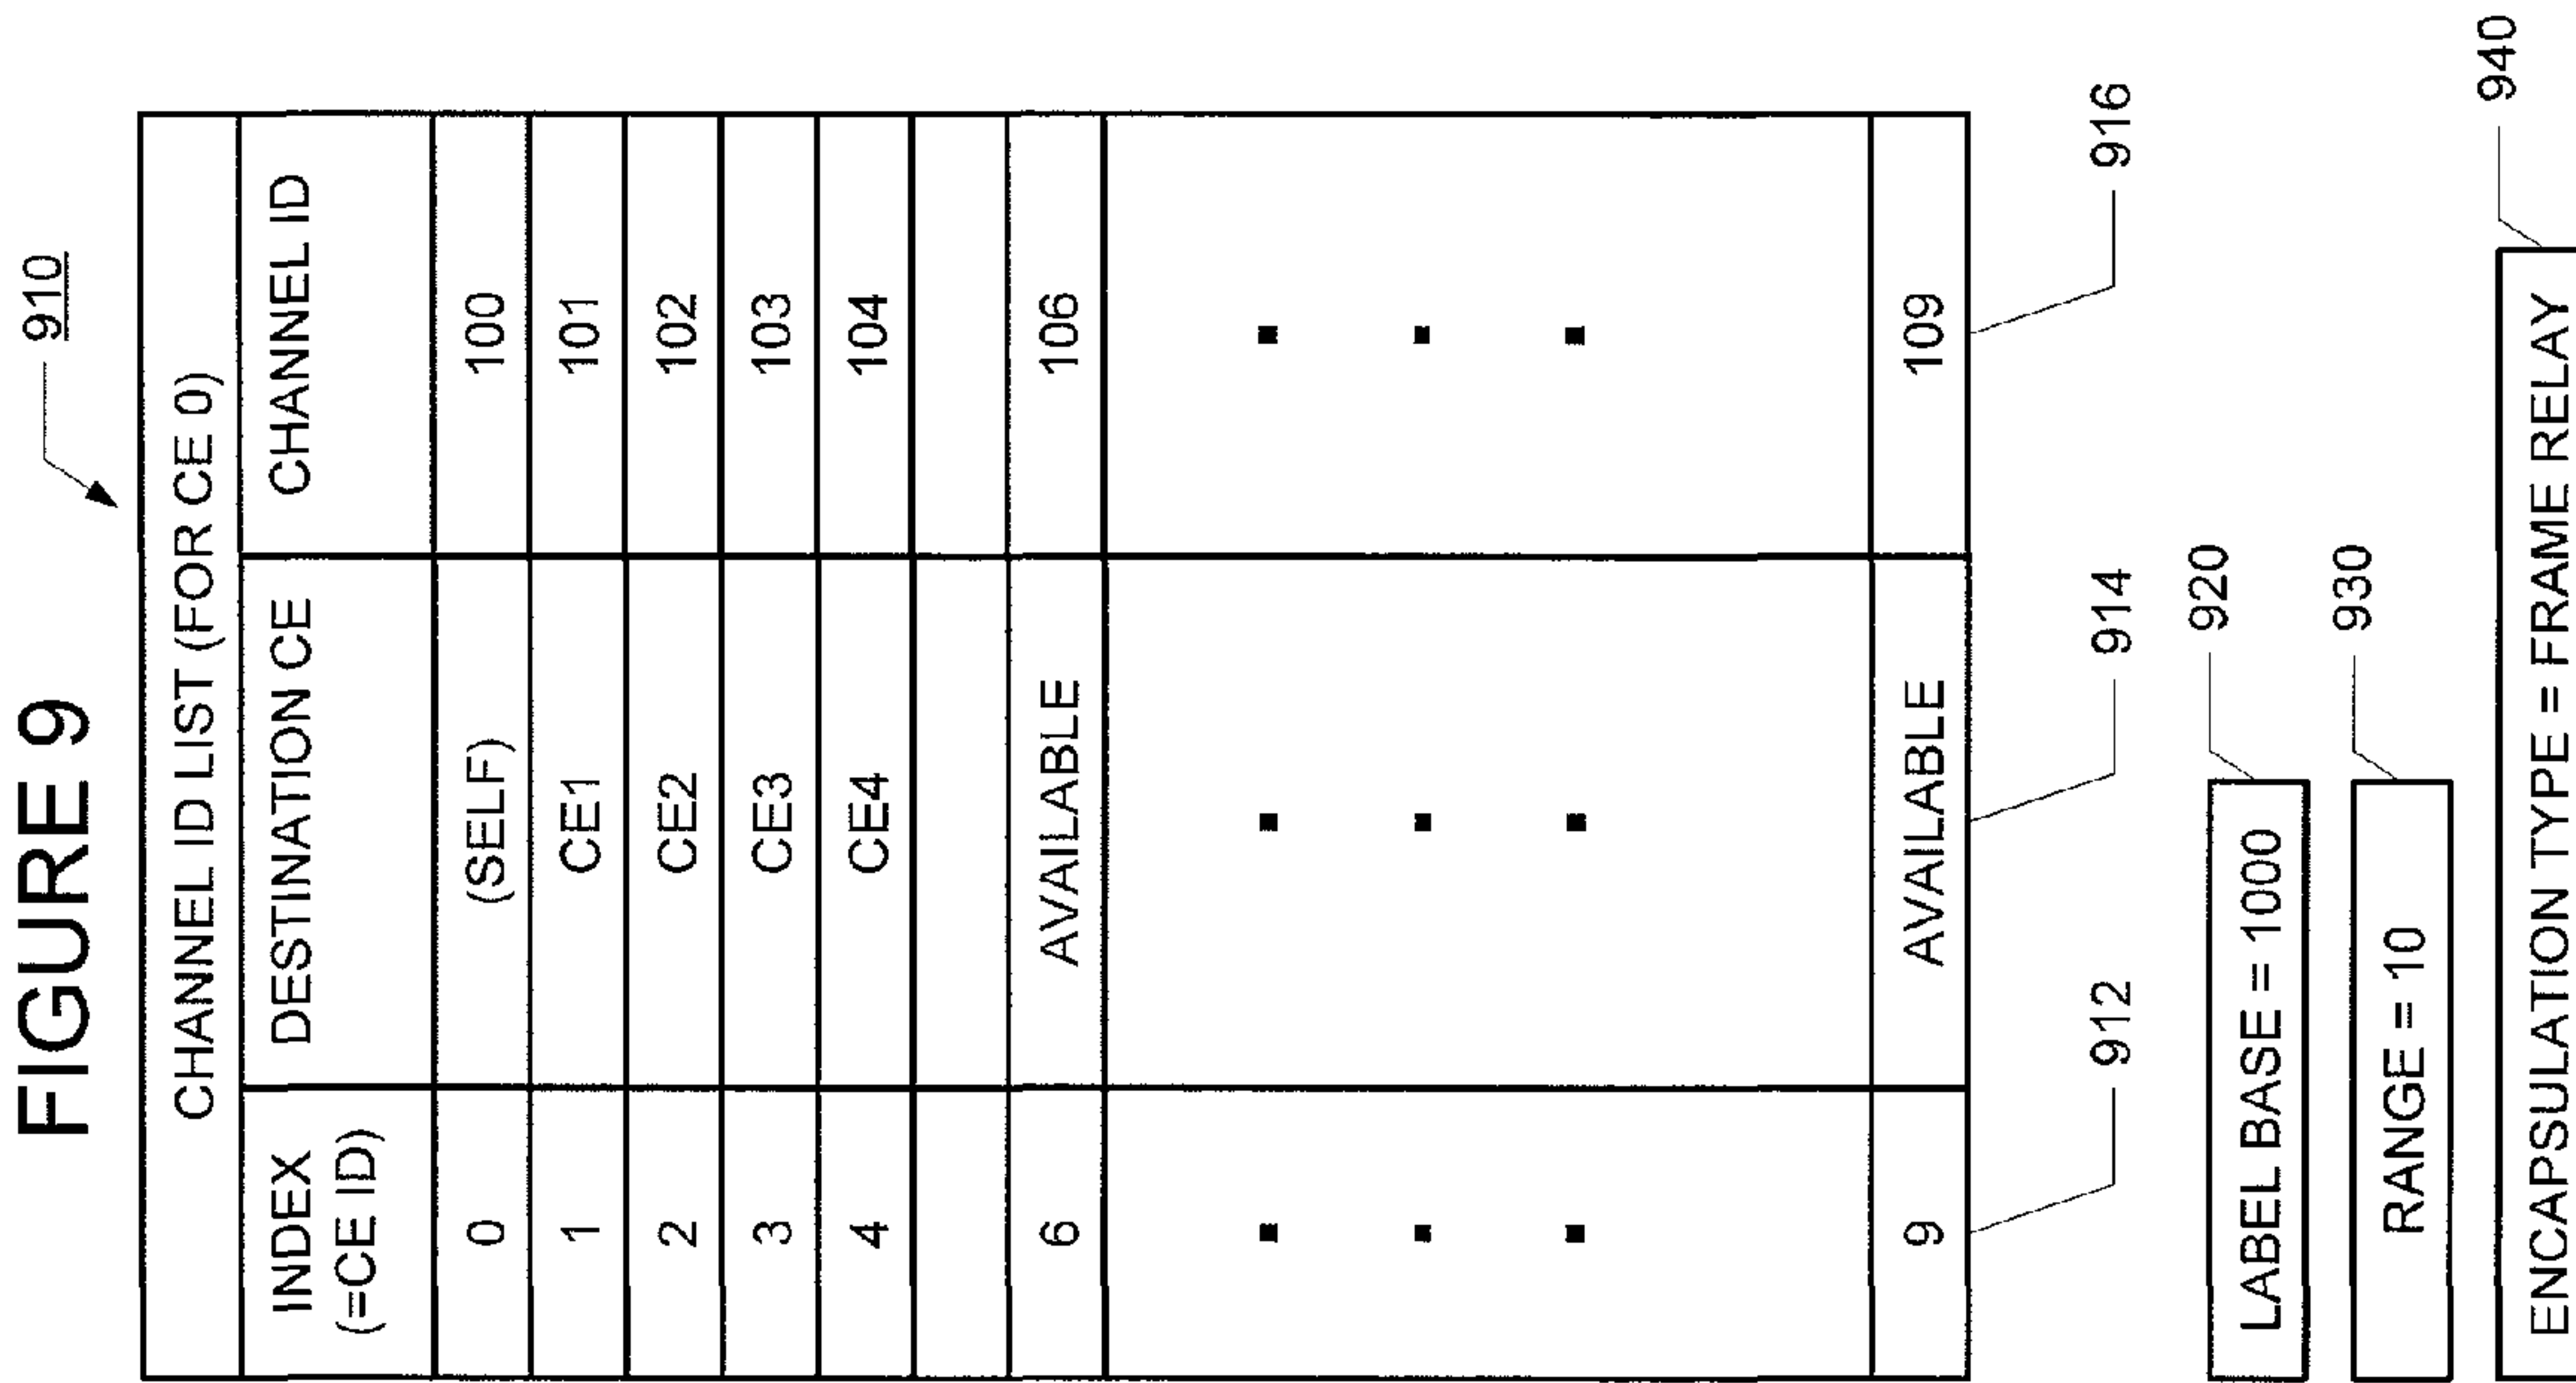 FIGURE 9
910
CHANNEL ID LIST (FOR CE 0)
INDEX (=CE ID) DESTINATION CE CHANNEL ID
0 (SELF) 100
1 CE1 101
2 CE2 102
3 CE3 103
4 CE4 104
6 AVAILABLE 106
9 AVAILABLE 109
912 914 916
LABEL BASE = 1000 920
RANGE = 10 930
ENCAPSULATION TYPE = FRAME RELAY 940